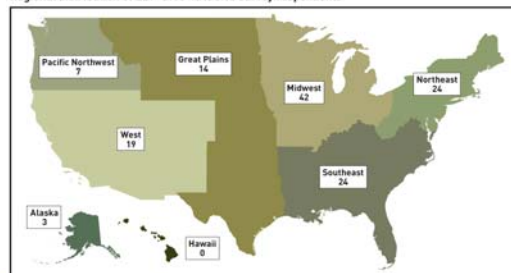 Pacific Northwest
7
Great Plains
14
Midwest
42
Northeast
24
West
19
Southeast
24
Alaska
3
Hawaii
0